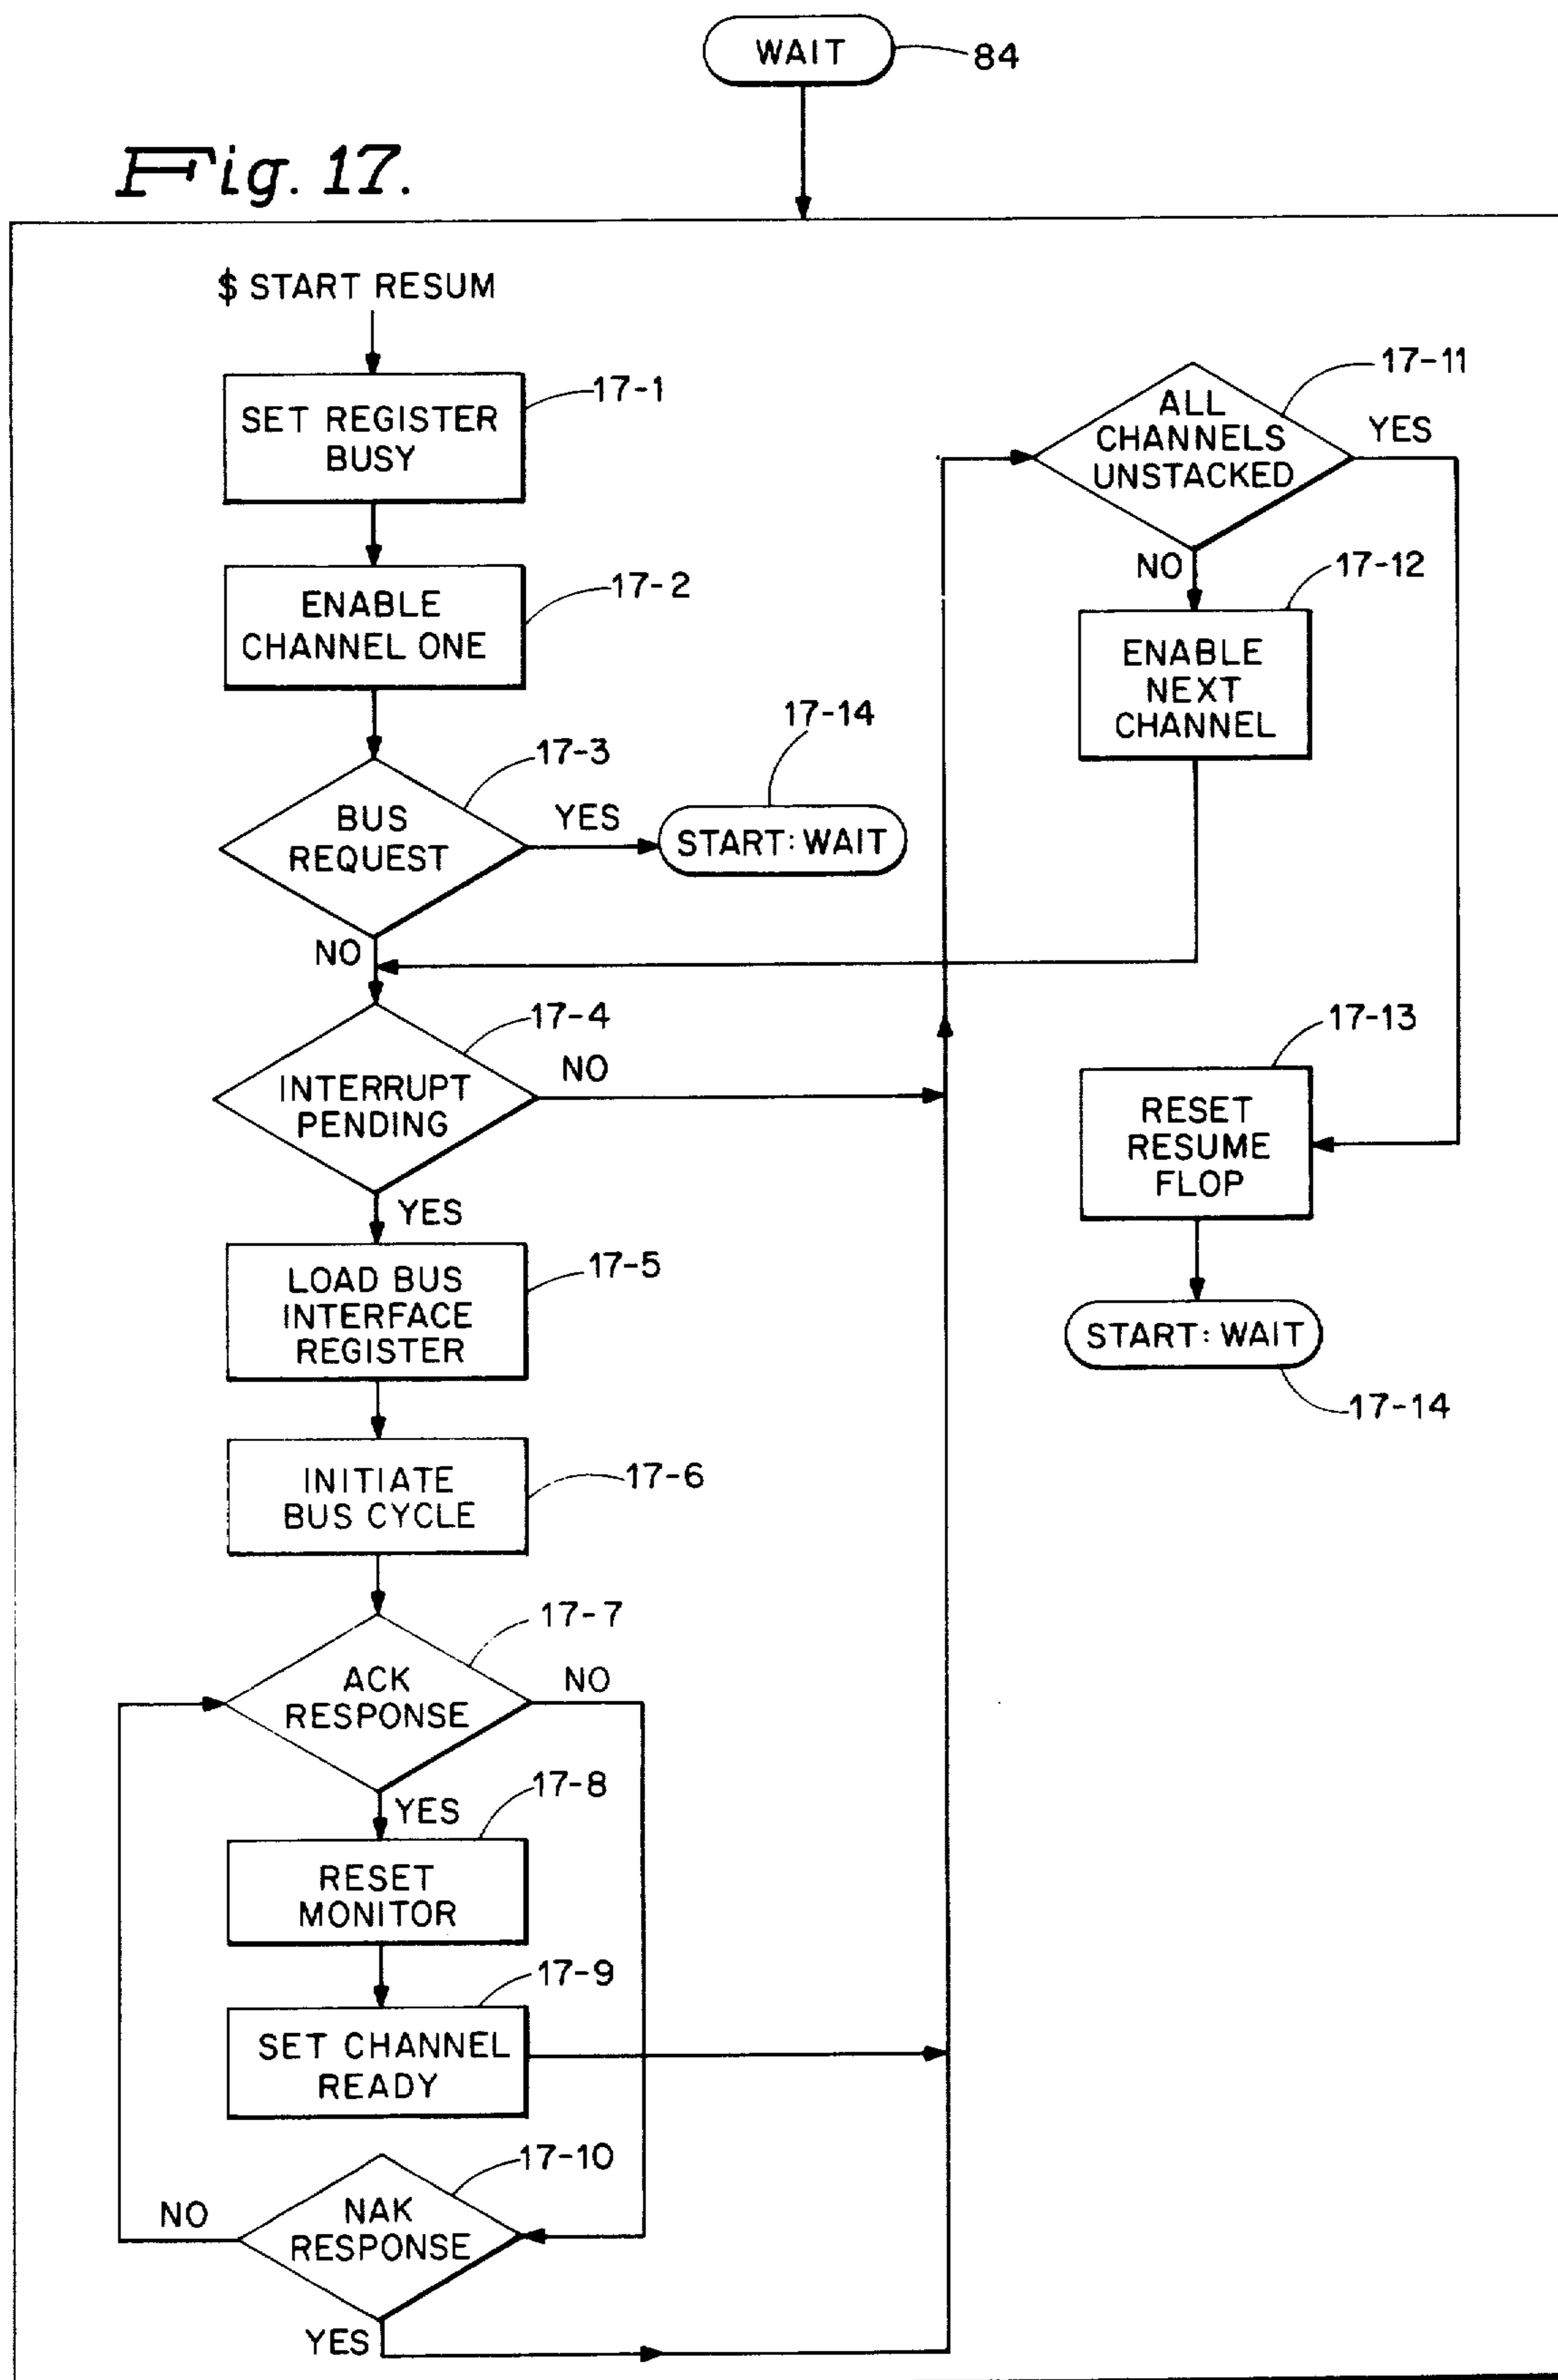 WAIT
84
Fig. 17.
$ START RESUM
SET REGISTER
BUSY
17-1
ENABLE
CHANNEL ONE
17-2
BUS
REQUEST
17-3
YES
START: WAIT
17-14
NO
INTERRUPT
PENDING
17-4
NO
YES
LOAD BUS
INTERFACE
REGISTER
17-5
INITIATE
BUS CYCLE
17-6
ACK
RESPONSE
17-7
NO
YES
RESET
MONITOR
17-8
SET CHANNEL
READY
17-9
NAK
RESPONSE
17-10
NO
YES
ALL
CHANNELS
UNSTACKED
17-11
YES
NO
ENABLE
NEXT
CHANNEL
17-12
RESET
RESUME
FLOP
17-13
START: WAIT
17-14